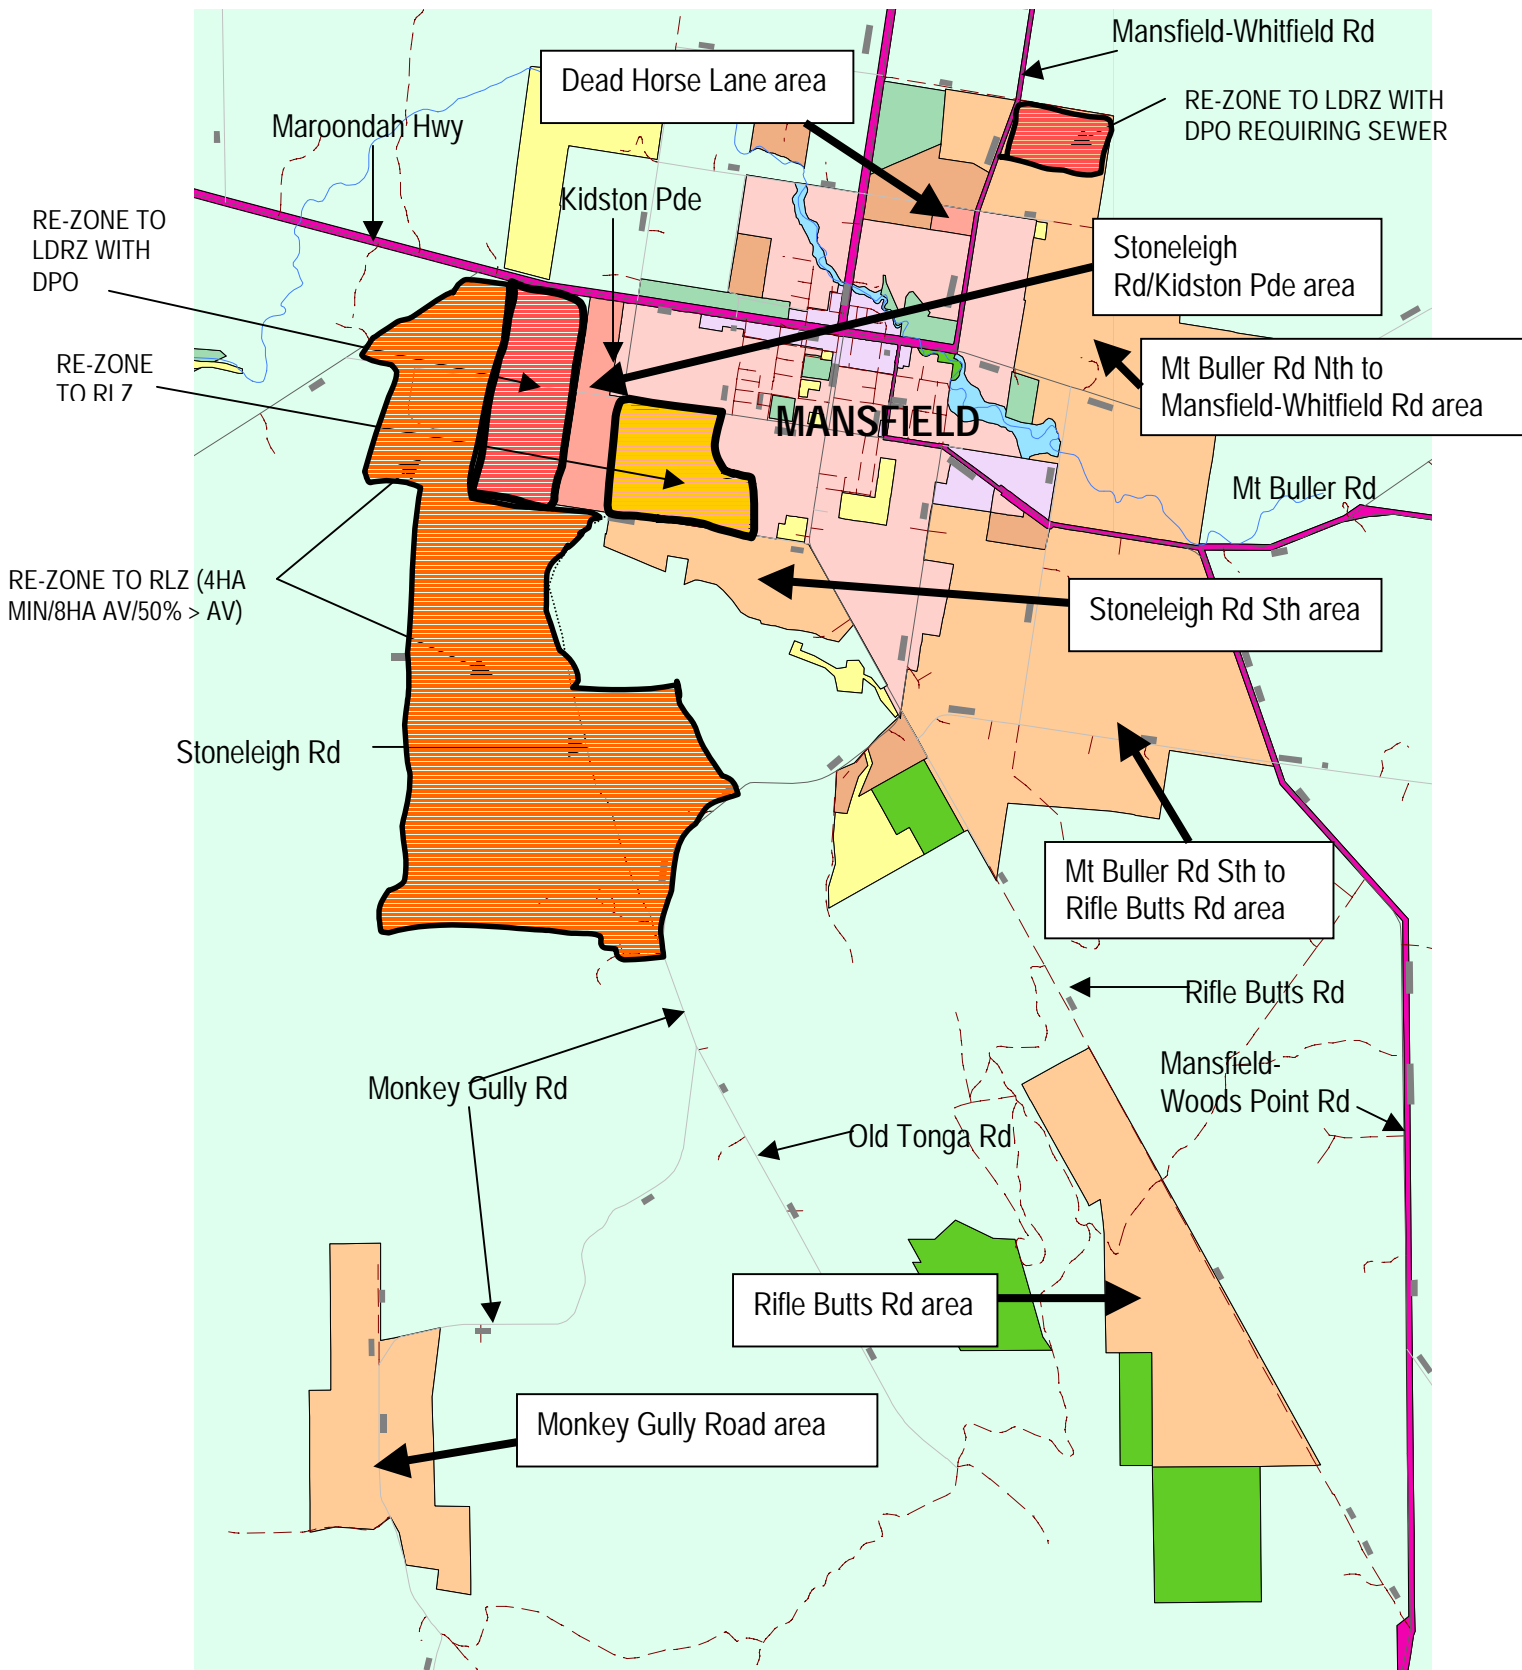 Mansfield-Whitfield Rd
Dead Horse Lane area
RE-ZONE TO LDRZ WITH
DPO REQUIRING SEWER
Maroondah Hwy
Kidston Pde
RE-ZONE TO
LDRZ WITH
DPO
Stoneleigh
Rd/Kidston Pde area
RE-ZONE
TO RLZ
Mt Buller Rd Nth to
Mansfield-Whitfield Rd area
MANSFIELD
Mt Buller Rd
RE-ZONE TO RLZ (4HA
MIN/8HA AV/50% > AV)
Stoneleigh Rd Sth area
Stoneleigh Rd
Mt Buller Rd Sth to
Rifle Butts Rd area
Rifle Butts Rd
Mansfield-
Woods Point Rd
Monkey Gully Rd
Old Tonga Rd
Rifle Butts Rd area
Monkey Gully Road area